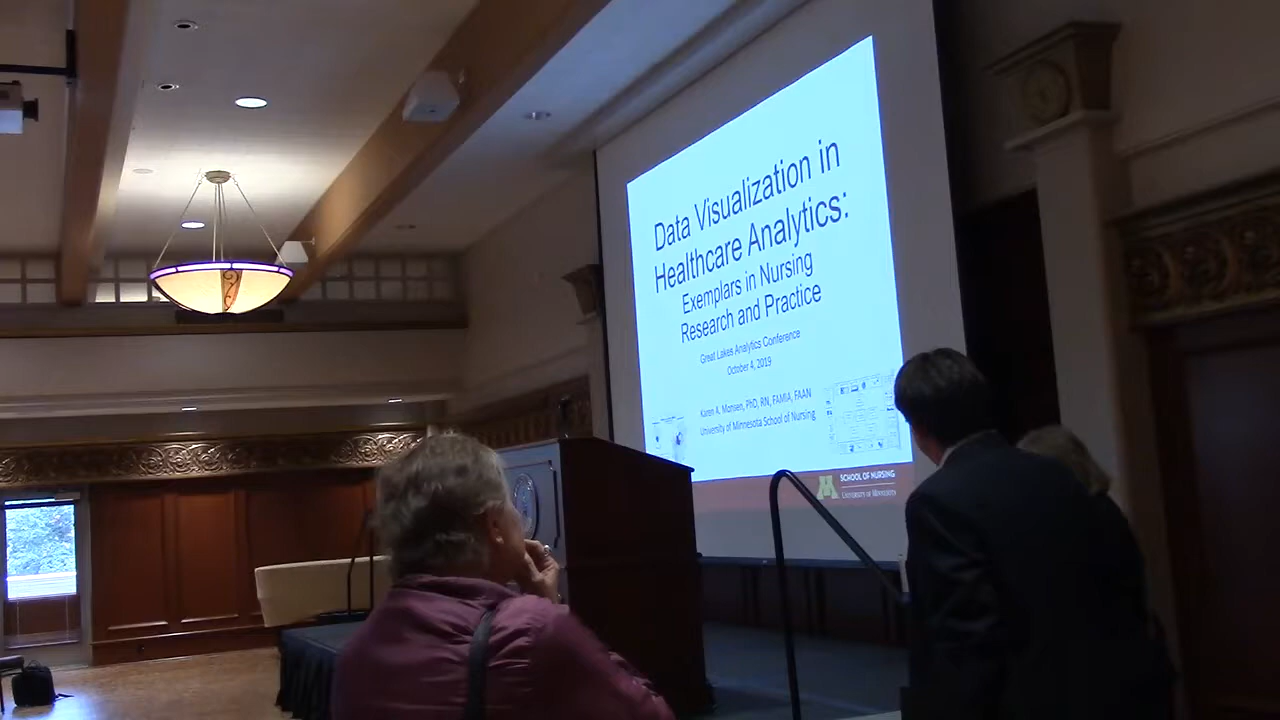 Data Visualization in
Healthcare Analytics:
Exemplars in Nursing
Research and Practice
Great Lakes Analytics Conference
October 4, 2019
Karen A. Monsen, PhD, RN, FAMIA, FAAN
University of Minnesota School of Nursing
SCHOOL OF NURSING
UNIVERSITY OF MINNESOTA